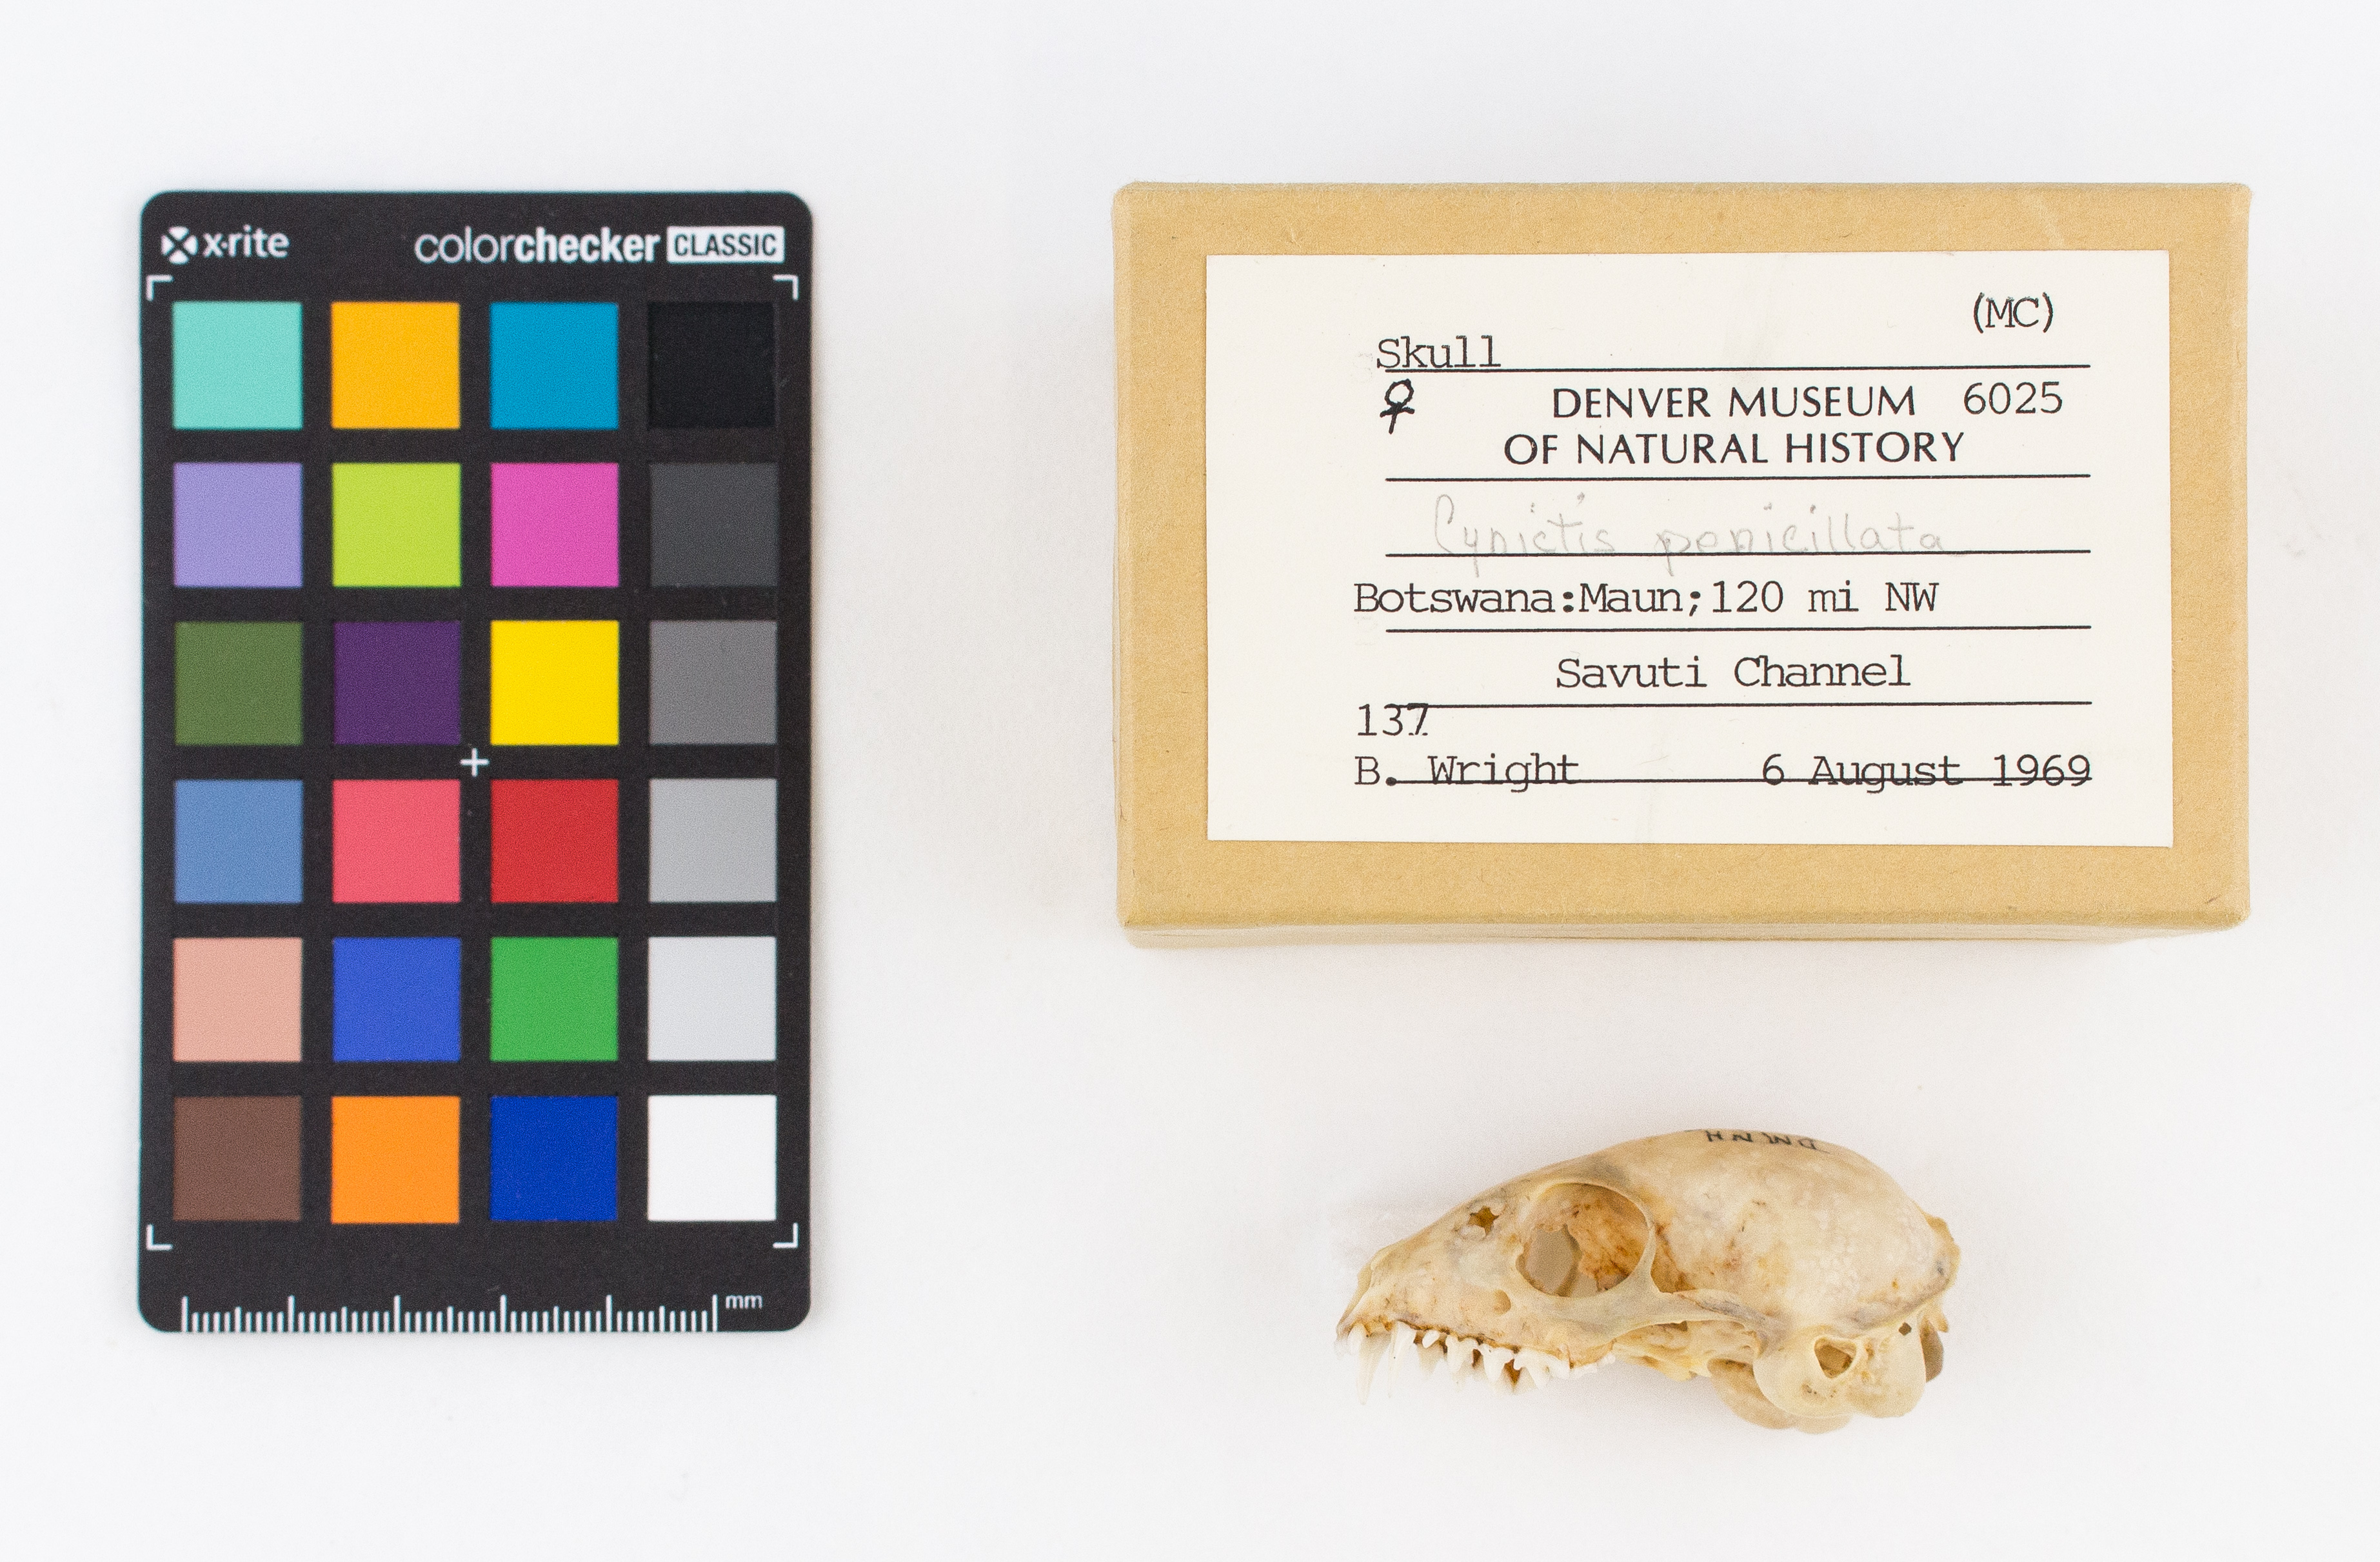 x·rite colorchecker CLASSIC
mm
(MC)
Skull
♀ DENVER MUSEUM 6025
OF NATURAL HISTORY
Cynictis penicillata
Botswana:Maun;120 mi NW
Savuti Channel
137
B. Wright 6 August 1969
DMNH